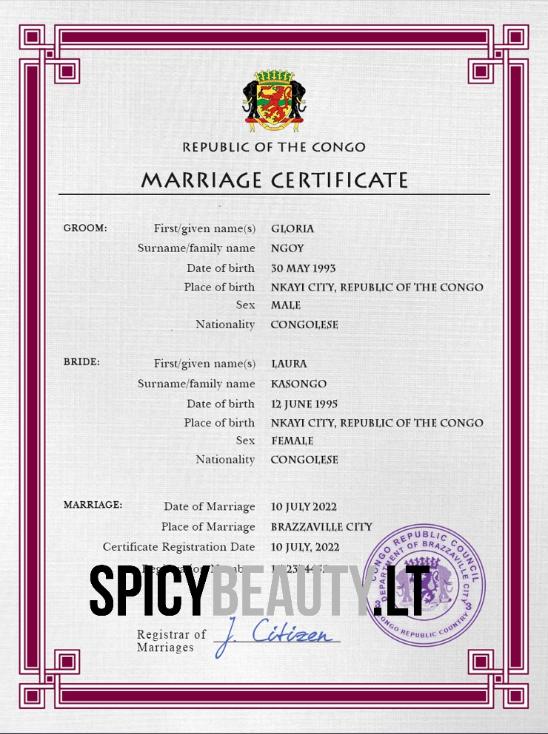 REPUBLIC OF THE CONGO
MARRIAGE CERTIFICATE
GROOM: First/given name(s) GLORIA
Surname/family name NGOY
Date of birth 30 MAY 1993
Place of birth NKAYI CITY, REPUBLIC OF THE CONGO
Sex MALE
Nationality CONGOLESE
BRIDE: First/given name(s) LAURA
Surname/family name KASONGO
Date of birth 12 JUNE 1995
Place of birth NKAYI CITY, REPUBLIC OF THE CONGO
Sex FEMALE
Nationality CONGOLESE
MARRIAGE: Date of Marriage 10 JULY 2022
Place of Marriage BRAZZAVILLE CITY
Certificate Registration Date 10 JULY, 2022
SPICYBEAUTY.LT
Registrar of Marriages J. Citizen
CONGO REPUBLIC COUNCIL
DEPARTMENT OF BRAZZAVILLE CITY
CONGO REPUBLIC COUNTRY